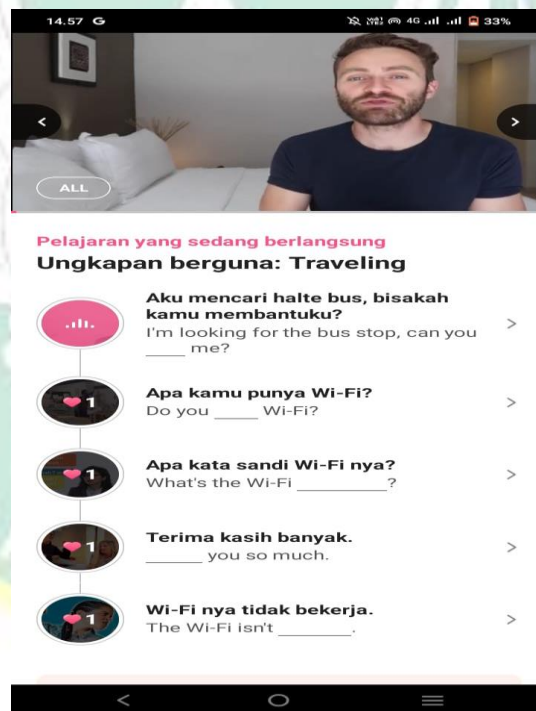 14.57 G 4G 33%
ALL
Pelajaran yang sedang berlangsung
Ungkapan berguna: Traveling
Aku mencari halte bus, bisakah
kamu membantuku?
I'm looking for the bus stop, can you
____ me?
1
Apa kamu punya Wi-Fi?
Do you _____ Wi-Fi?
1
Apa kata sandi Wi-Fi nya?
What's the Wi-Fi __________?
1
Terima kasih banyak.
______ you so much.
1
Wi-Fi nya tidak bekerja.
The Wi-Fi isn't ________.